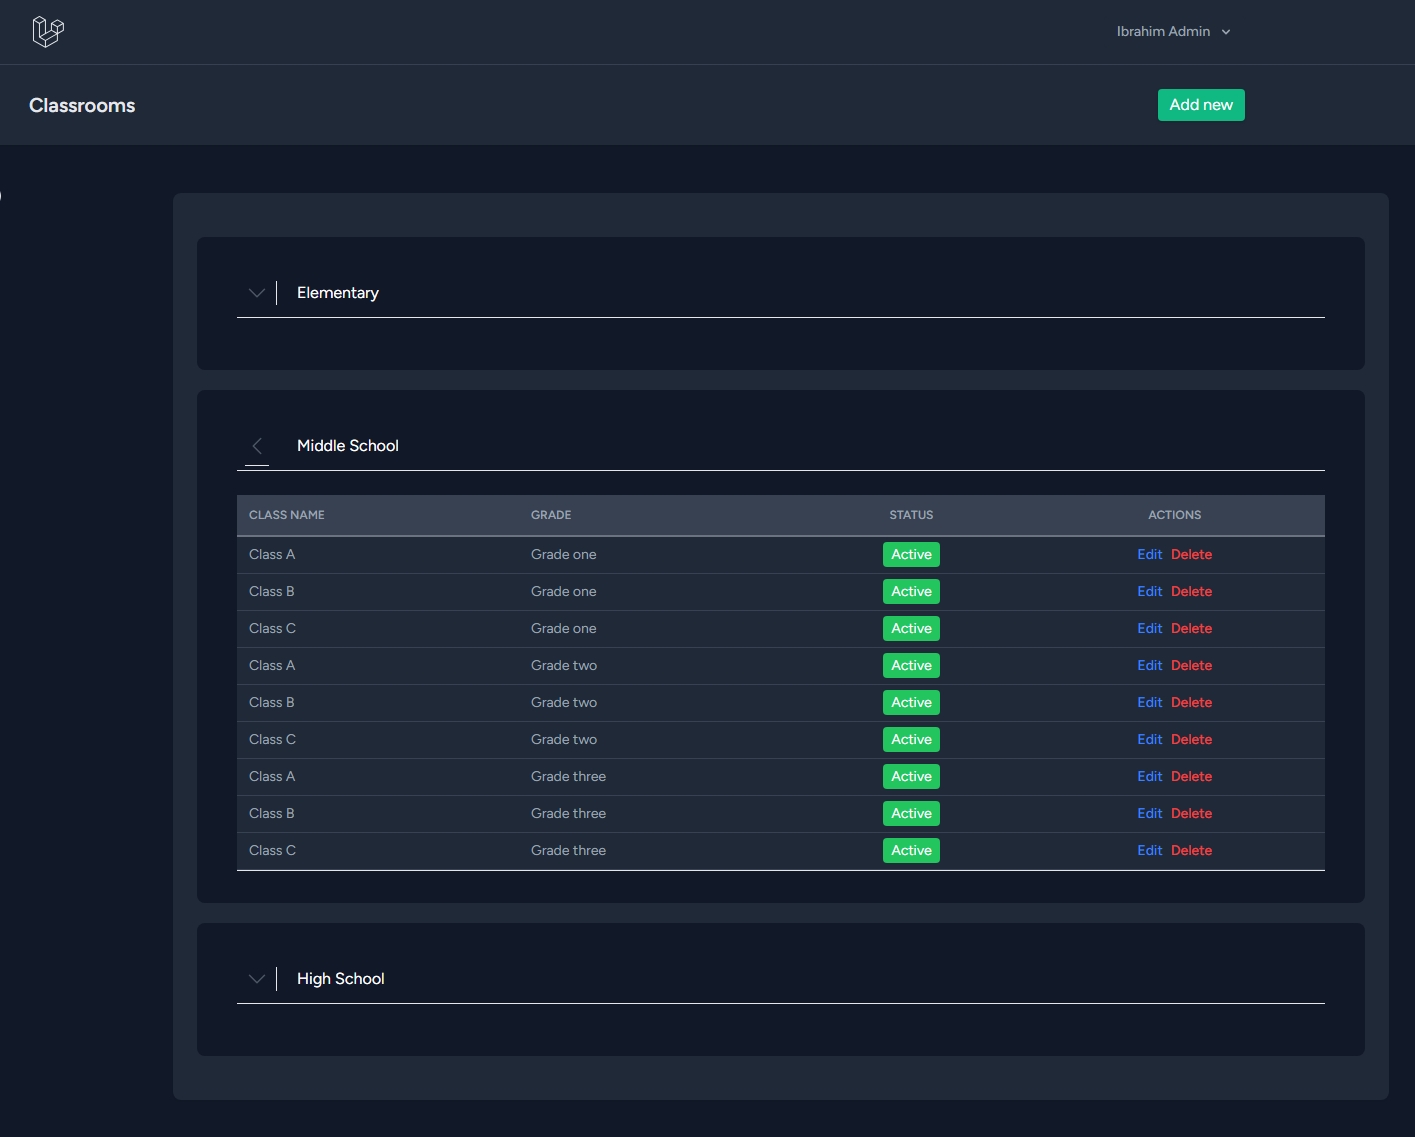 Ibrahim Admin
Classrooms
Add new
Elementary
Middle School
CLASS NAME GRADE STATUS ACTIONS
Class A Grade one Active Edit Delete
Class B Grade one Active Edit Delete
Class C Grade one Active Edit Delete
Class A Grade two Active Edit Delete
Class B Grade two Active Edit Delete
Class C Grade two Active Edit Delete
Class A Grade three Active Edit Delete
Class B Grade three Active Edit Delete
Class C Grade three Active Edit Delete
High School